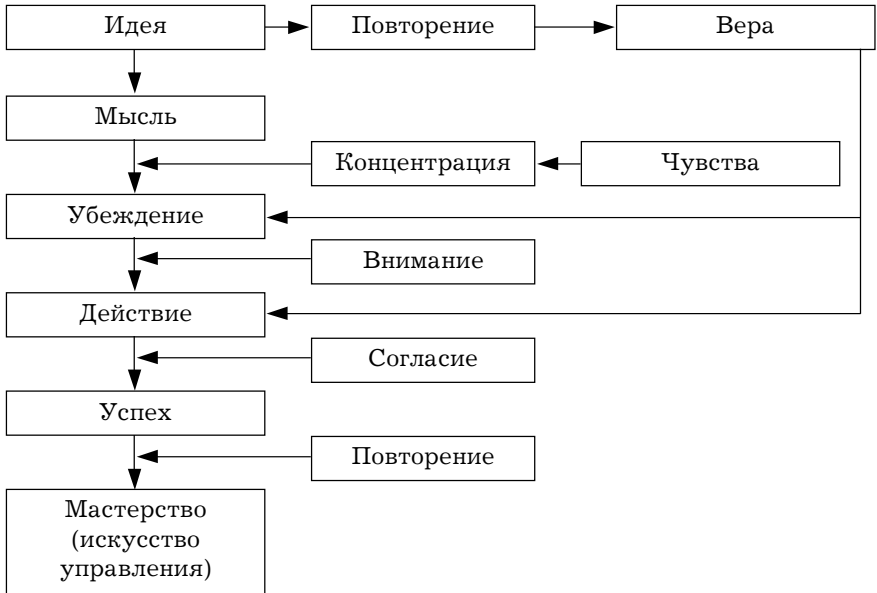 Идея
Повторение
Вера
Мысль
Концентрация
Чувства
Убеждение
Внимание
Действие
Согласие
Успех
Повторение
Мастерство
(искусство
управления)